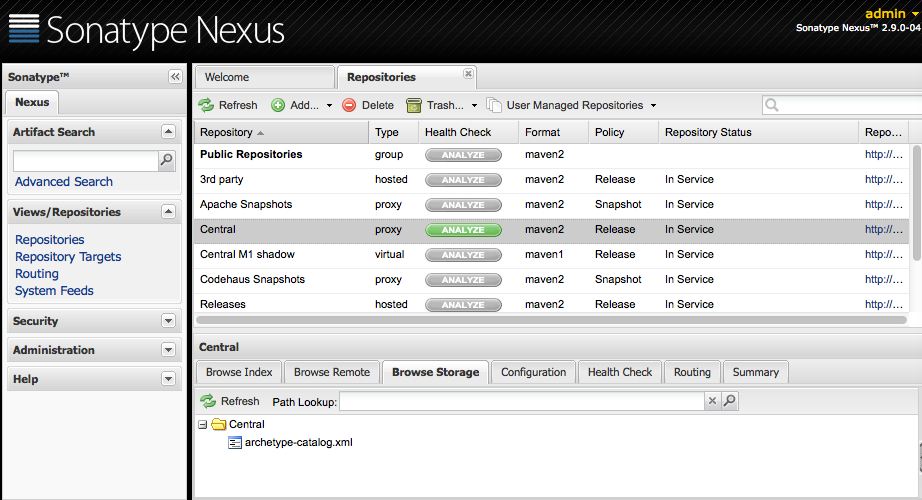 Sonatype Nexus
admin
Sonatype Nexus™ 2.9.0-04
Sonatype™
Nexus
Artifact Search
Advanced Search
Views/Repositories
Repositories
Repository Targets
Routing
System Feeds
Security
Administration
Help
Welcome Repositories
Refresh Add... Delete Trash... User Managed Repositories
Repository Type Health Check Format Policy Repository Status Repo...
Public Repositories group ANALYZE maven2 http://...
3rd party hosted ANALYZE maven2 Release In Service http://...
Apache Snapshots proxy ANALYZE maven2 Snapshot In Service http://...
Central proxy ANALYZE maven2 Release In Service http://...
Central M1 shadow virtual ANALYZE maven1 Release In Service http://...
Codehaus Snapshots proxy ANALYZE maven2 Snapshot In Service http://...
Releases hosted ANALYZE maven2 Release In Service http://...
Central
Browse Index Browse Remote Browse Storage Configuration Health Check Routing Summary
Refresh Path Lookup:
Central
archetype-catalog.xml